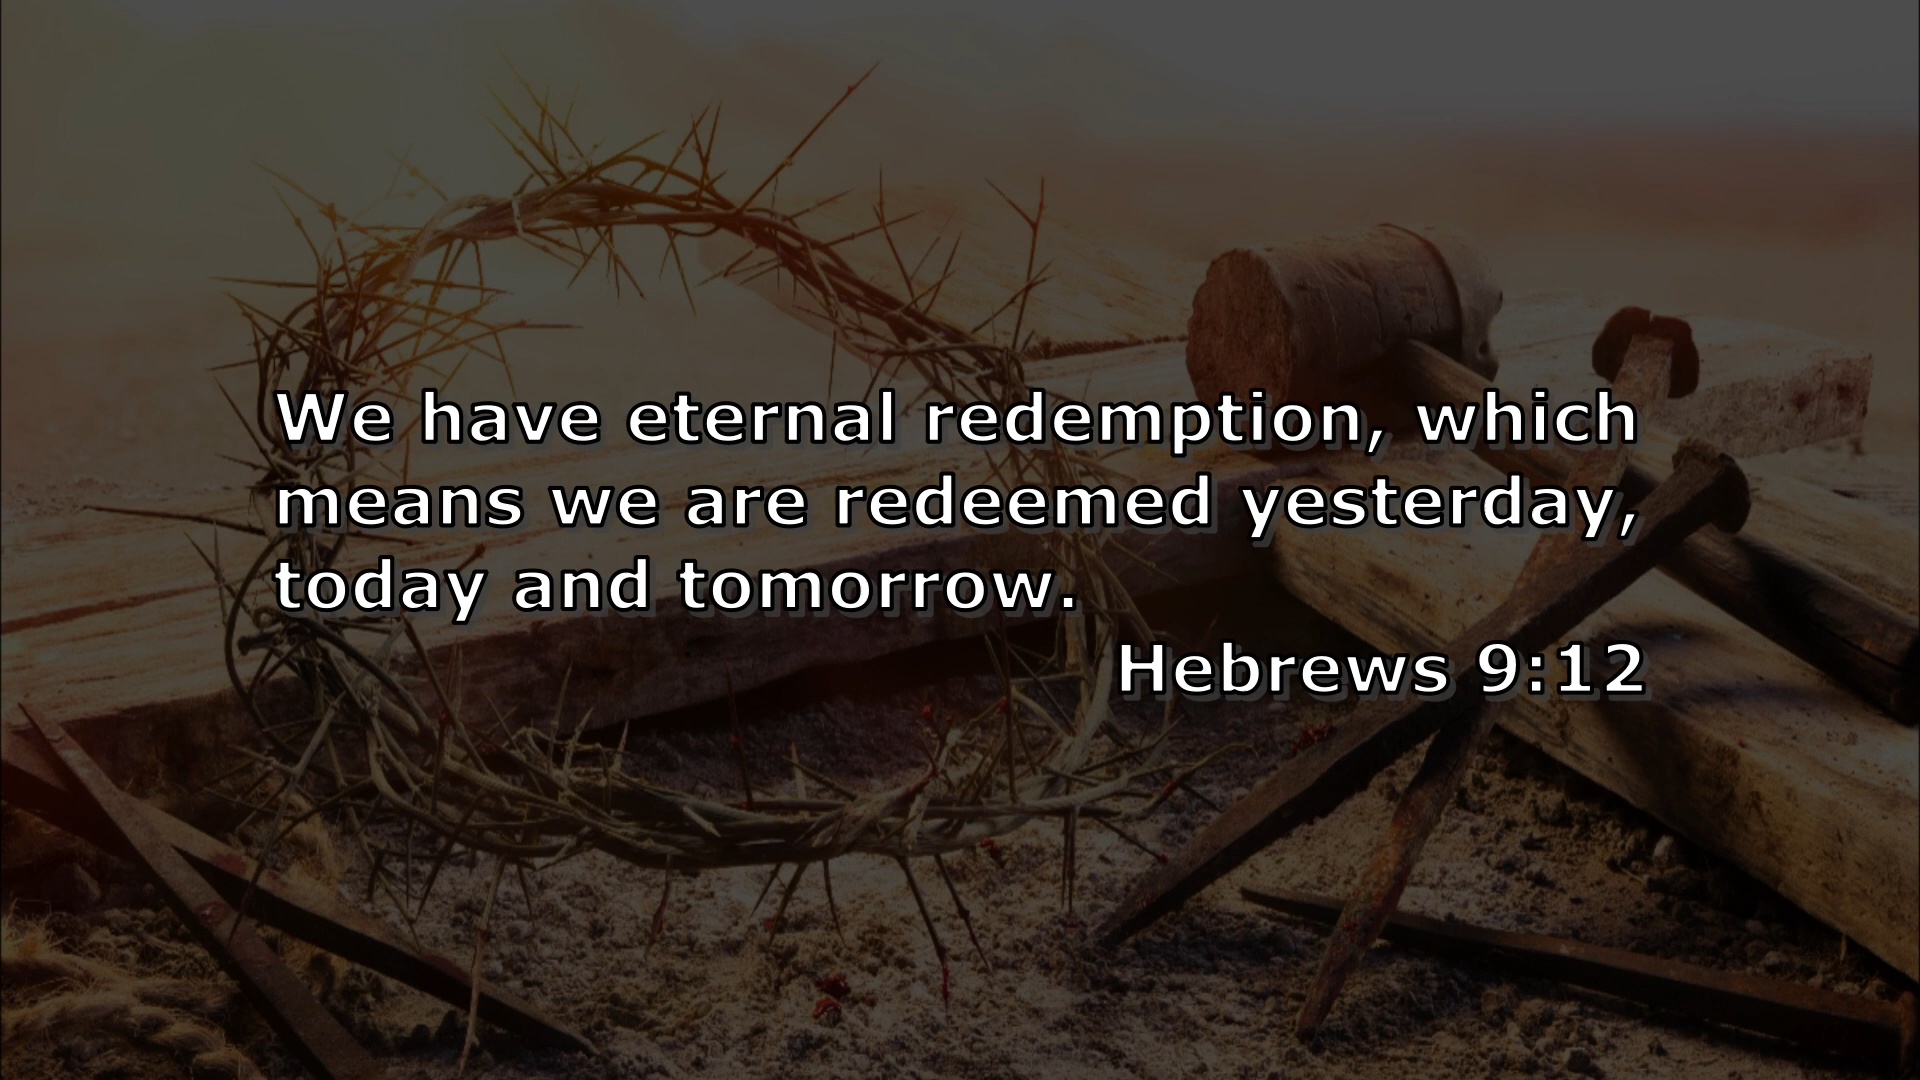 We have eternal redemption, which
means we are redeemed yesterday,
today and tomorrow.
Hebrews 9:12